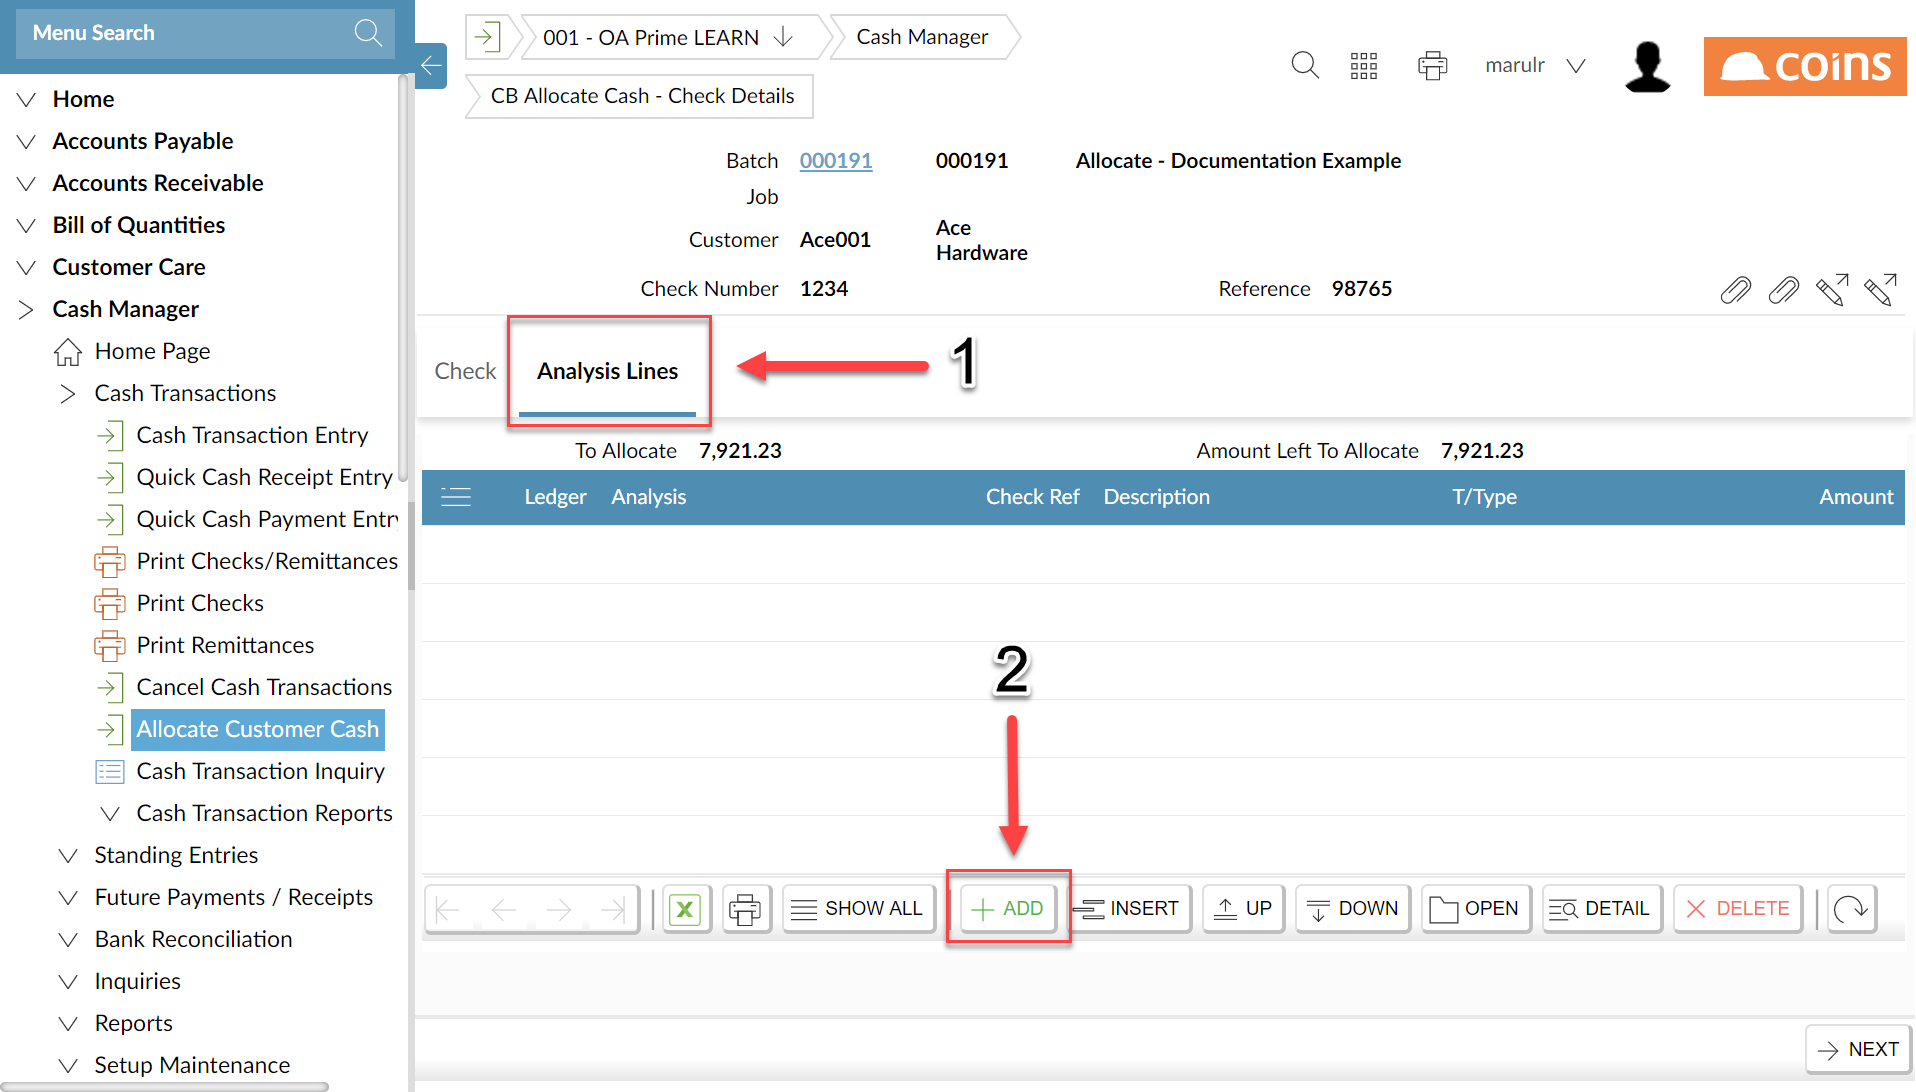 Menu Search
Home
Accounts Payable
Accounts Receivable
Bill of Quantities
Customer Care
Cash Manager
Home Page
Cash Transactions
Cash Transaction Entry
Quick Cash Receipt Entry
Quick Cash Payment Entry
Print Checks/Remittances
Print Checks
Print Remittances
Cancel Cash Transactions
Allocate Customer Cash
Cash Transaction Inquiry
Cash Transaction Reports
Standing Entries
Future Payments / Receipts
Bank Reconciliation
Inquiries
Reports
Setup Maintenance
001 - OA Prime LEARN
Cash Manager
CB Allocate Cash - Check Details
marulr
coins
Batch 000191 000191 Allocate - Documentation Example
Job
Customer Ace001 Ace Hardware
Check Number 1234 Reference 98765
Check Analysis Lines 1
To Allocate 7,921.23 Amount Left To Allocate 7,921.23
Ledger Analysis Check Ref Description T/Type Amount
2
X SHOW ALL ADD INSERT UP DOWN OPEN DETAIL DELETE
NEXT